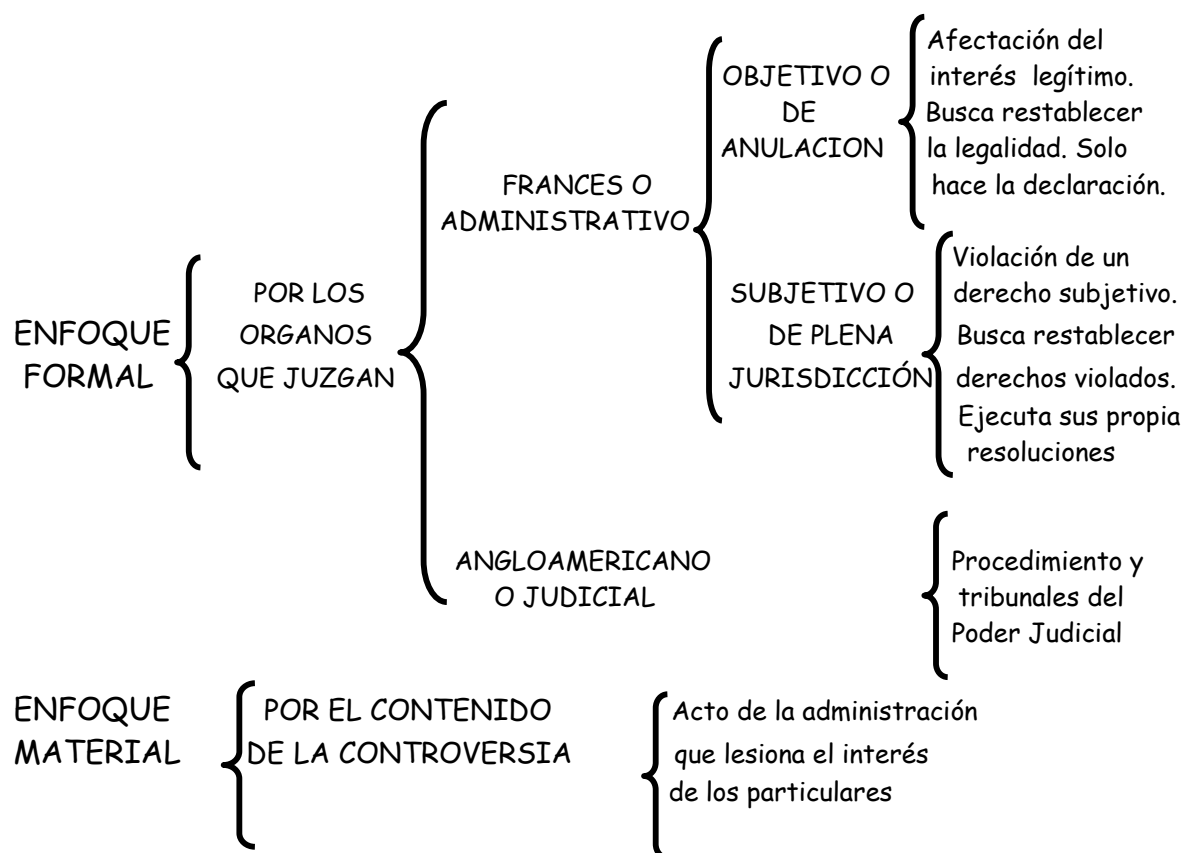 ENFOQUE
FORMAL
POR LOS
ORGANOS
QUE JUZGAN
FRANCES O
ADMINISTRATIVO
OBJETIVO O
DE
ANULACION
Afectación del
interés legítimo.
Busca restablecer
la legalidad. Solo
hace la declaración.
SUBJETIVO O
DE PLENA
JURISDICCIÓN
Violación de un
derecho subjetivo.
Busca restablecer
derechos violados.
Ejecuta sus propia
resoluciones
ANGLOAMERICANO
O JUDICIAL
Procedimiento y
tribunales del
Poder Judicial
ENFOQUE
MATERIAL
POR EL CONTENIDO
DE LA CONTROVERSIA
Acto de la administración
que lesiona el interés
de los particulares